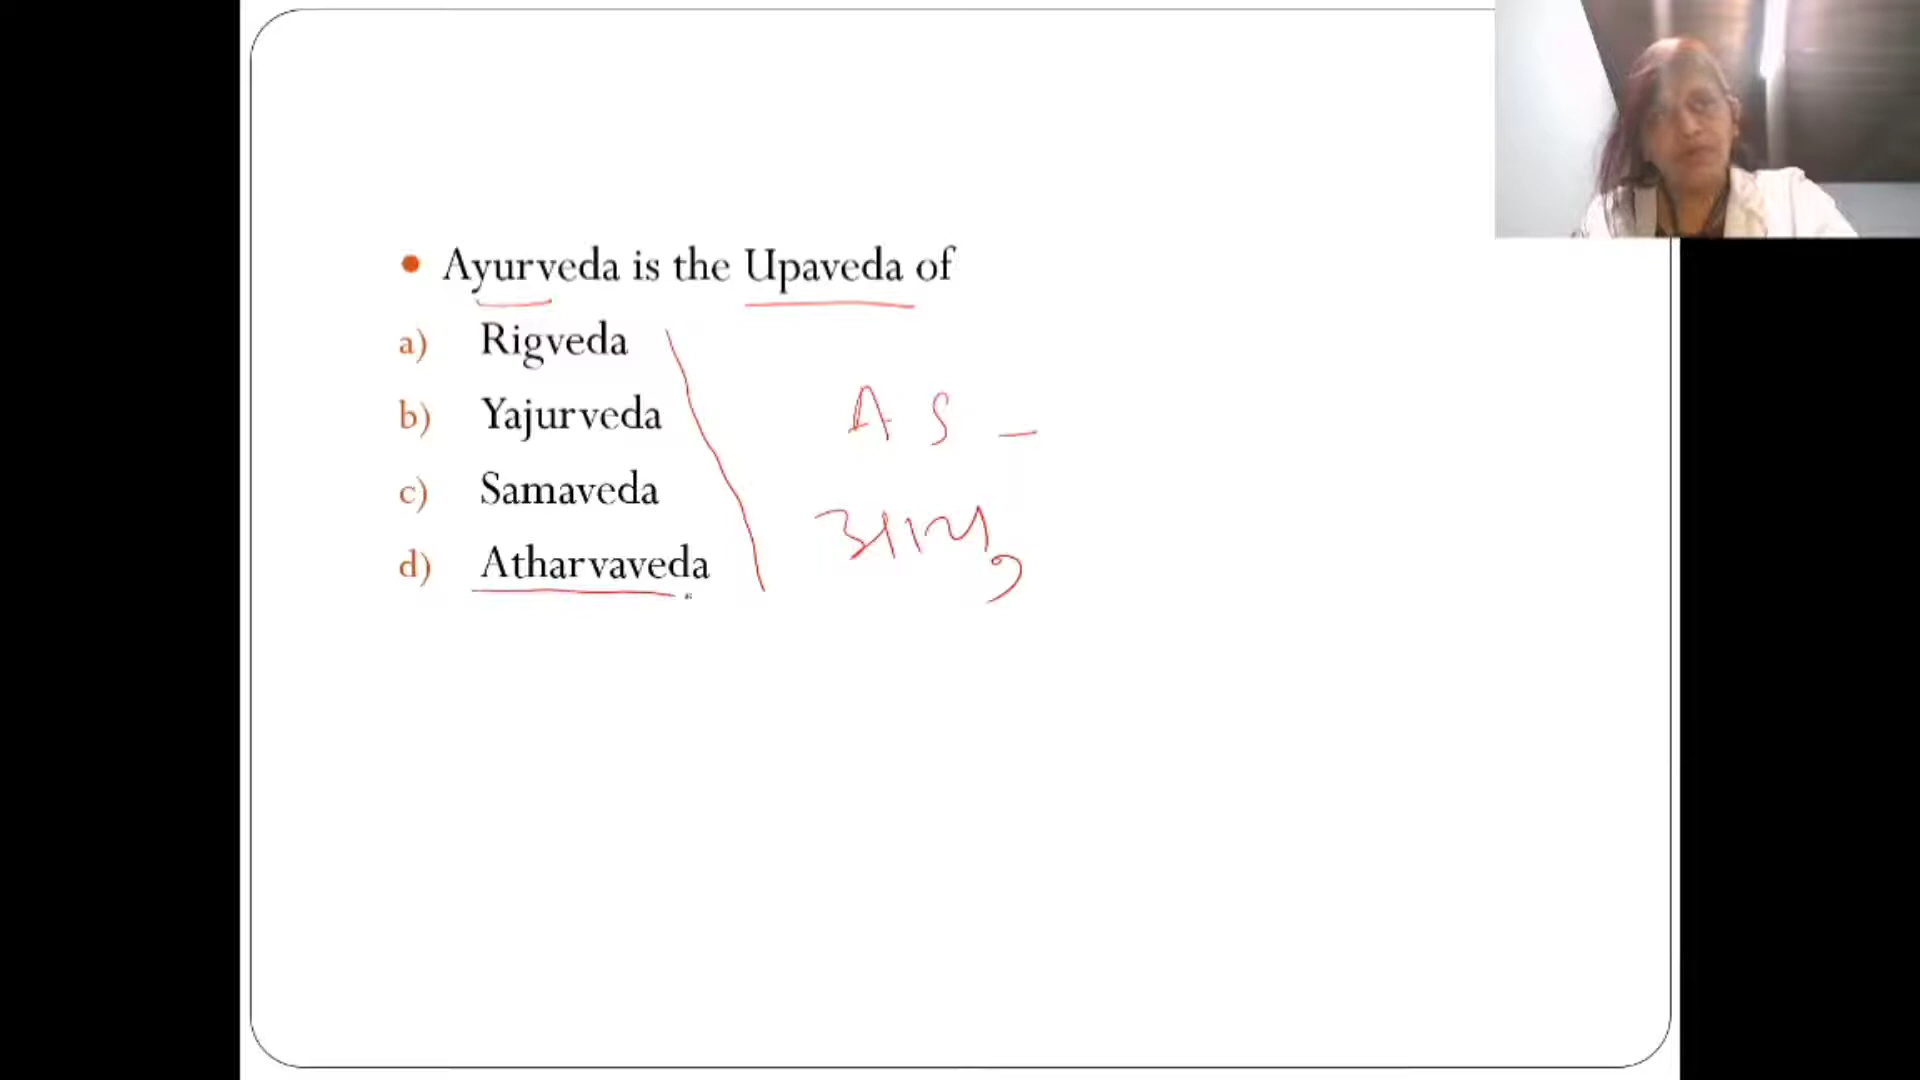 • Ayurveda is the Upaveda of
a) Rigveda
b) Yajurveda
c) Samaveda
d) Atharvaveda
A S –